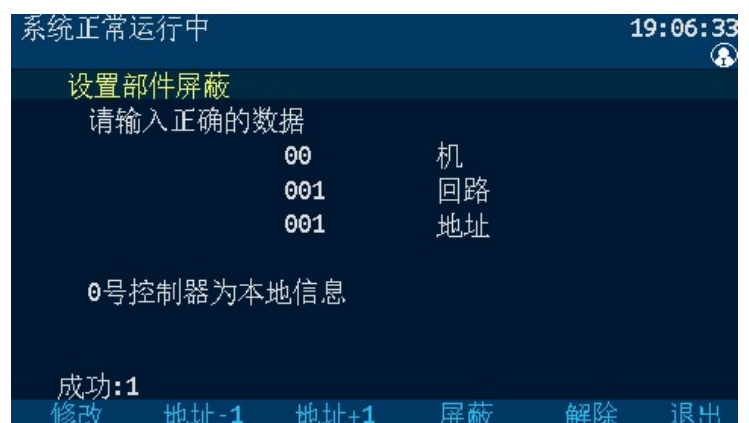 系统正常运行中 19:06:33
设置部件屏蔽
请输入正确的数据
00 机
001 回路
001 地址
0号控制器为本地信息
成功:1
修改 地址-1 地址+1 屏蔽 解除 退出